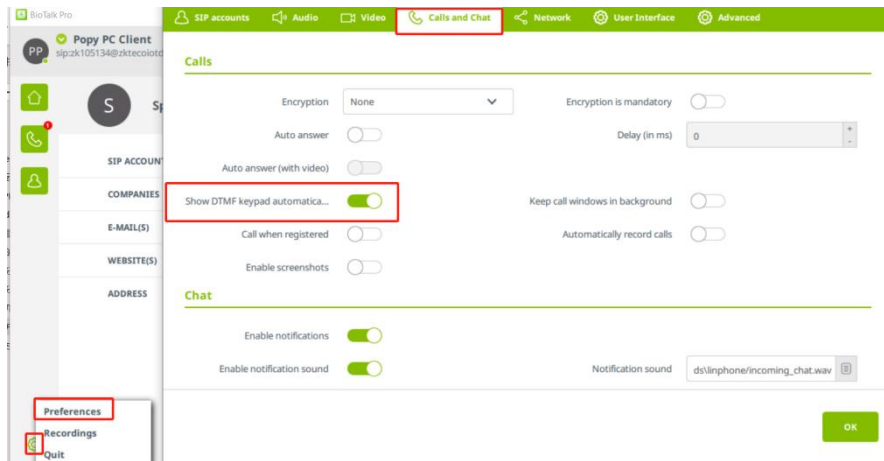 BioTalk Pro
SIP accounts Audio Video Calls and Chat Network User Interface Advanced
PP
Popy PC Client
sip:zk105134@zktecoiotd
Calls
S
Encryption None Encryption is mandatory
1
Auto answer Delay (in ms) 0
SIP ACCOUN
Auto answer (with video)
COMPANIES
Show DTMF keypad automatica... Keep call windows in background
E-MAIL(S)
Call when registered Automatically record calls
WEBSITE(S)
Enable screenshots
ADDRESS
Chat
Enable notifications
Enable notification sound Notification sound ds\linphone/incoming_chat.wav
Preferences
Recordings
Quit
OK